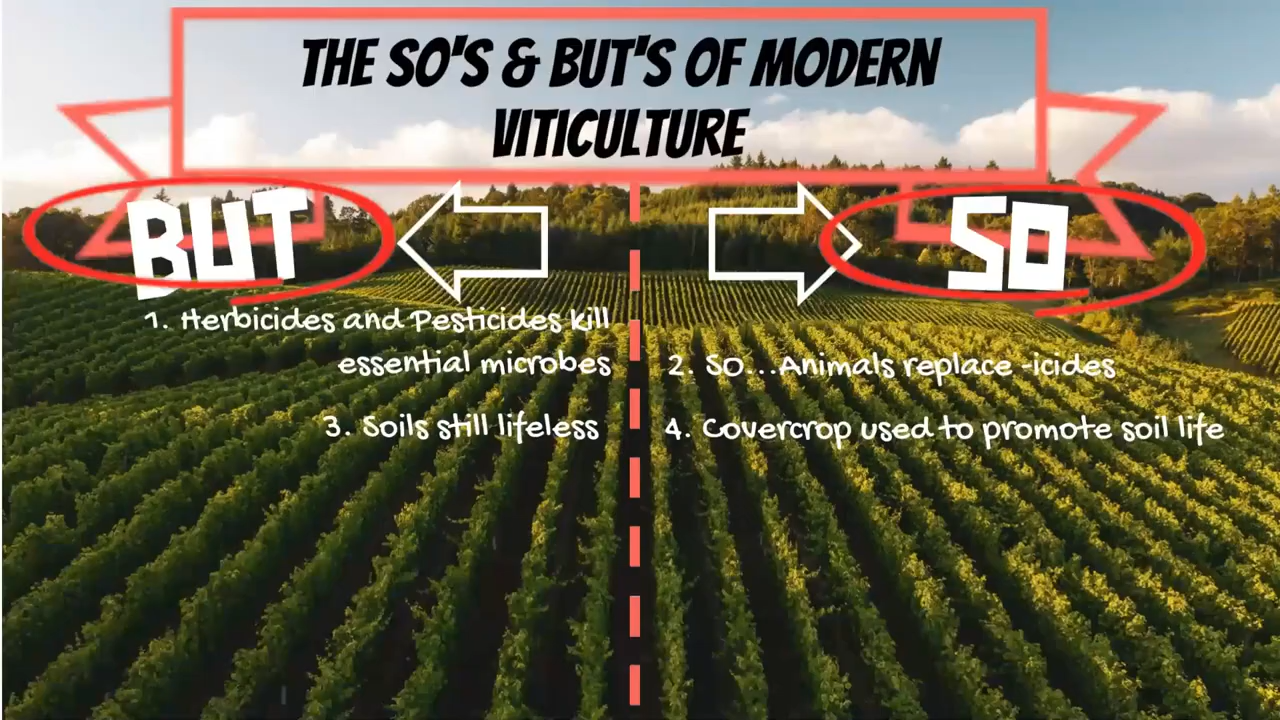 THE SO'S & BUT'S OF MODERN
VITICULTURE
BUT
SO
1. Herbicides and Pesticides kill
essential microbes
2. SO...Animals replace -icides
3. Soils still lifeless
4. Covercrop used to promote soil life